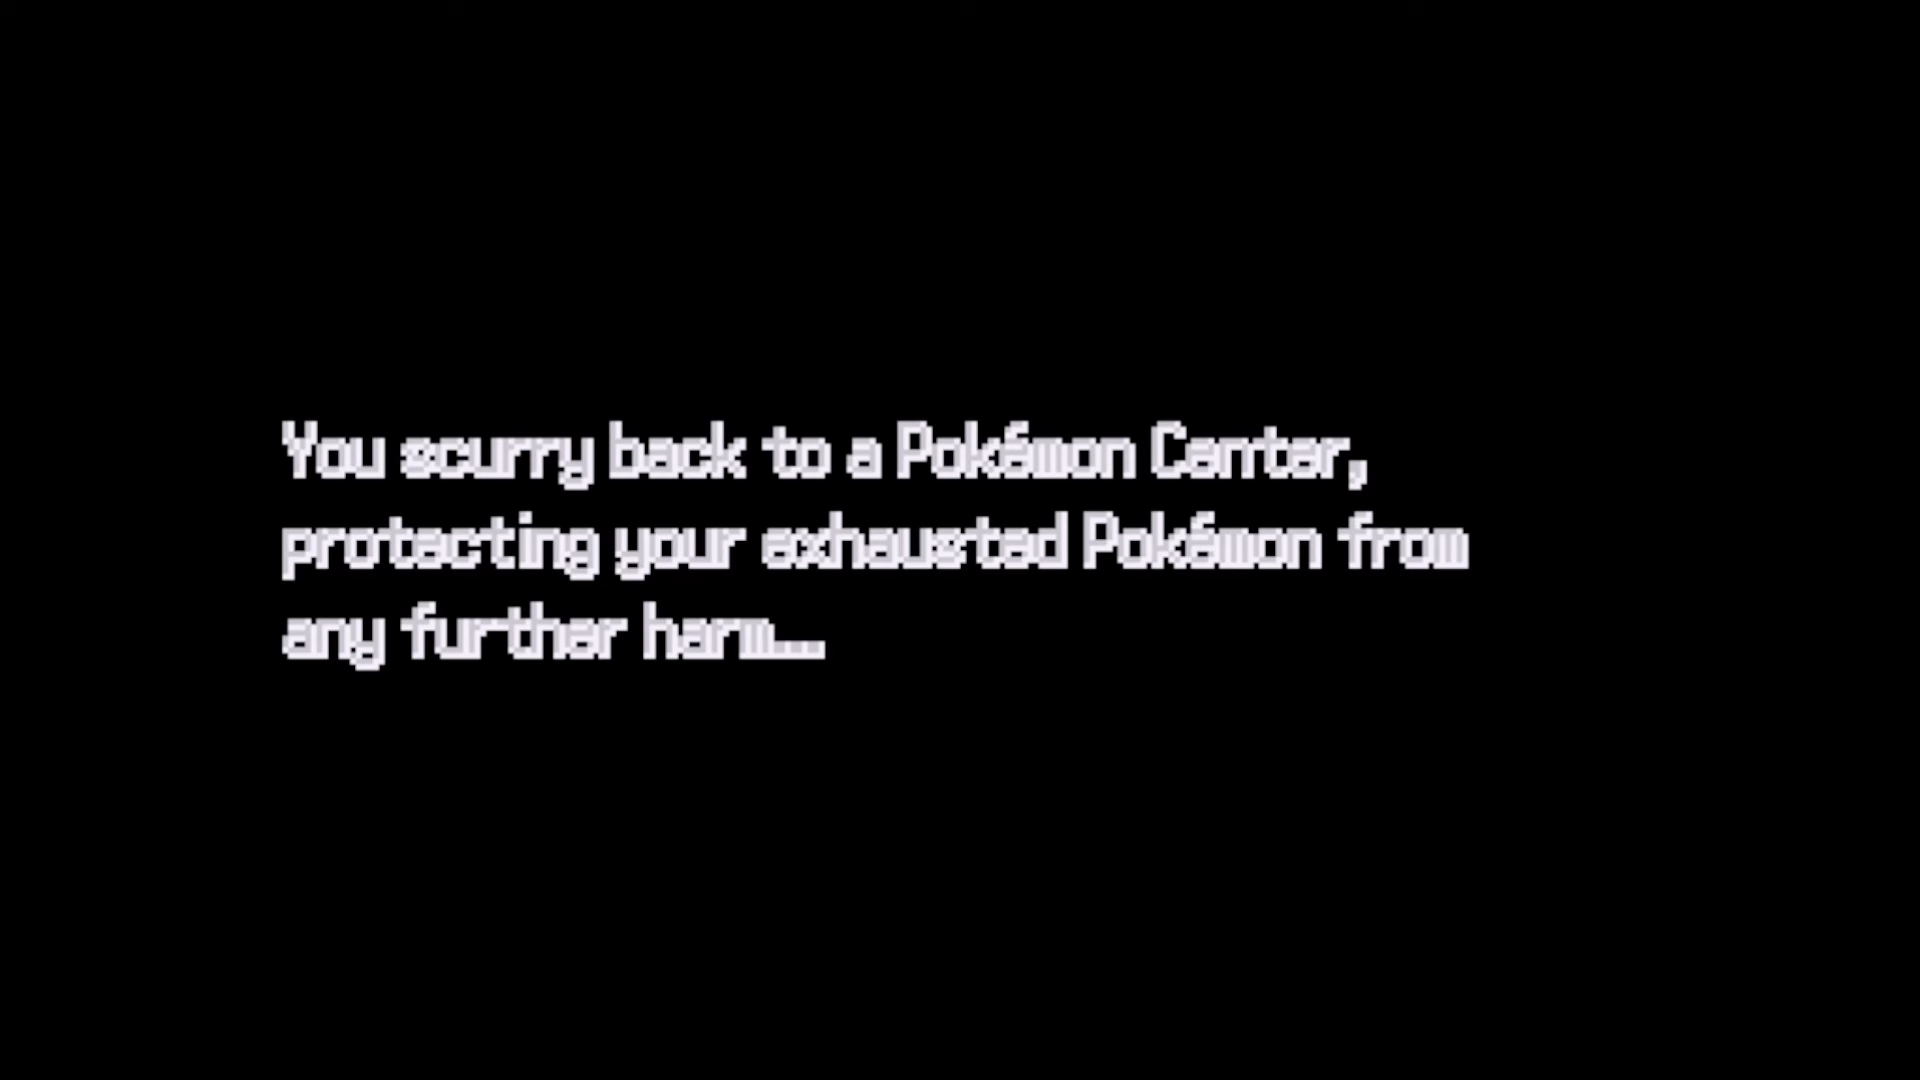 You scurry back to a Pokémon Center,
protecting your exhausted Pokémon from
any further harm...